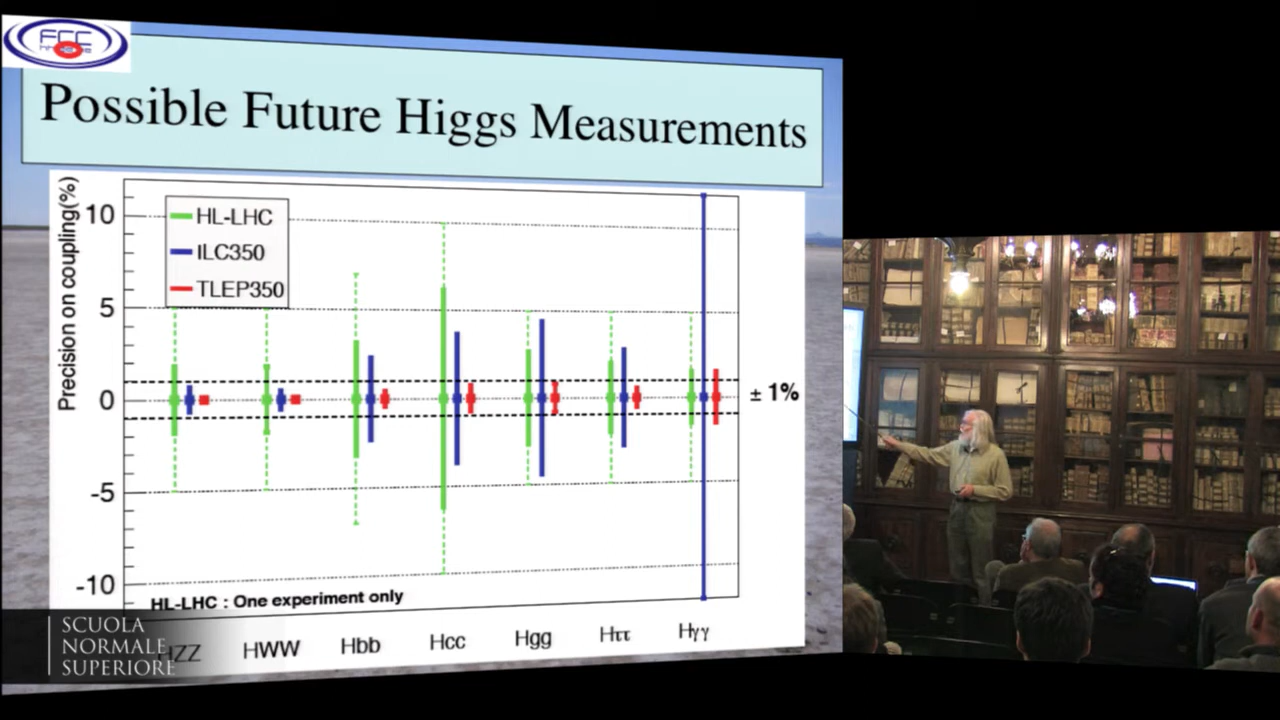 FCC
Possible Future Higgs Measurements
Precision on coupling(%)
10
5
0
-5
-10
HL-LHC
ILC350
TLEP350
± 1%
HL-LHC : One experiment only
HZZ HWW Hbb Hcc Hgg Hττ Hγγ
SCUOLA
NORMALE
SUPERIORE